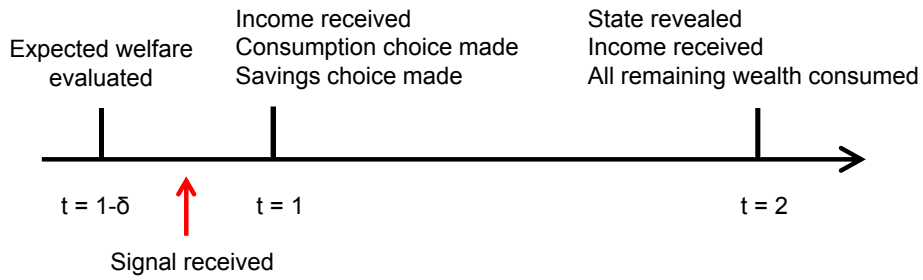 Expected welfare
evaluated
Income received
Consumption choice made
Savings choice made
State revealed
Income received
All remaining wealth consumed
t = 1-δ
t = 1
t = 2
Signal received